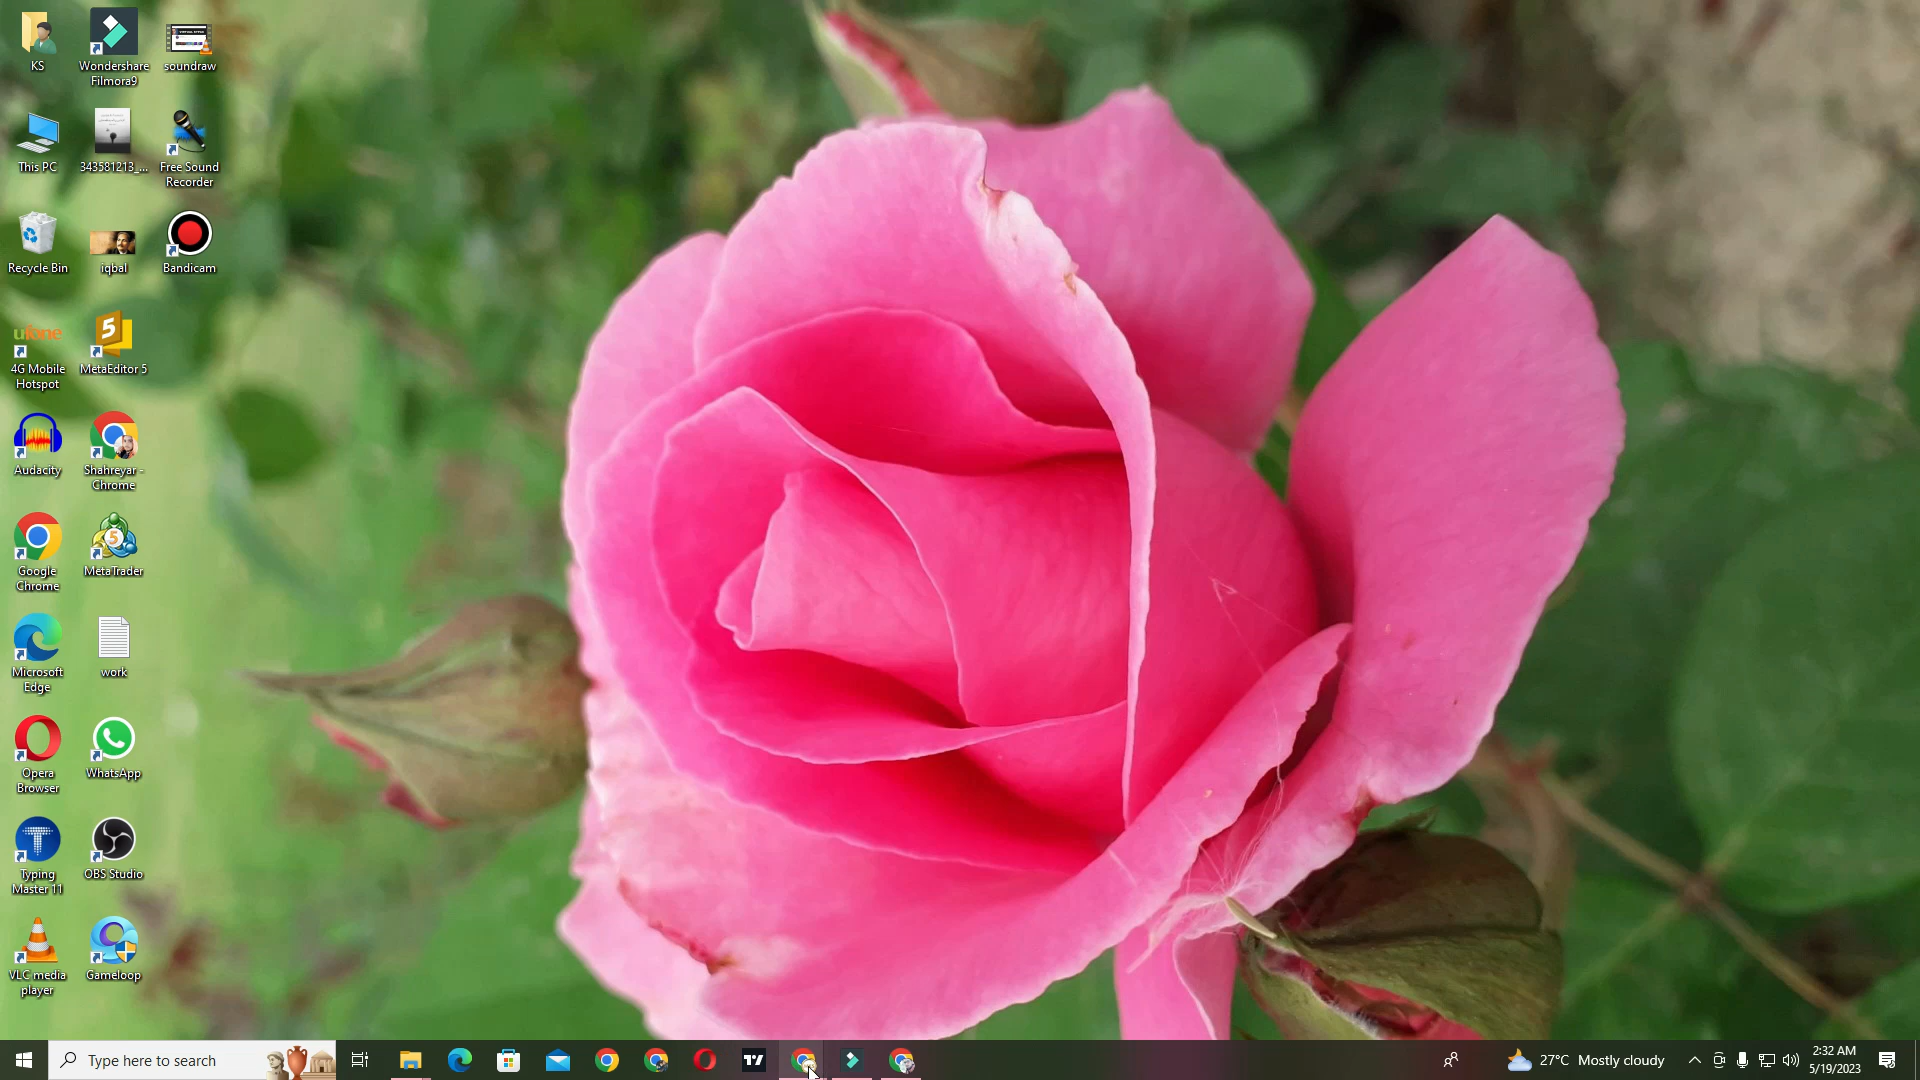 KS
Wondershare
Filmora9
soundraw
This PC
343581213_...
Free Sound
Recorder
Recycle Bin
iqbal
Bandicam
ufone
4G Mobile
Hotspot
5
MetaEditor 5
Audacity
Shahreyar -
Chrome
Google
Chrome
5
MetaTrader
Microsoft
Edge
work
Opera
Browser
WhatsApp
Typing
Master 11
OBS Studio
VLC media
player
Gameloop
Type here to search
27°C Mostly cloudy
2:32 AM
5/19/2023